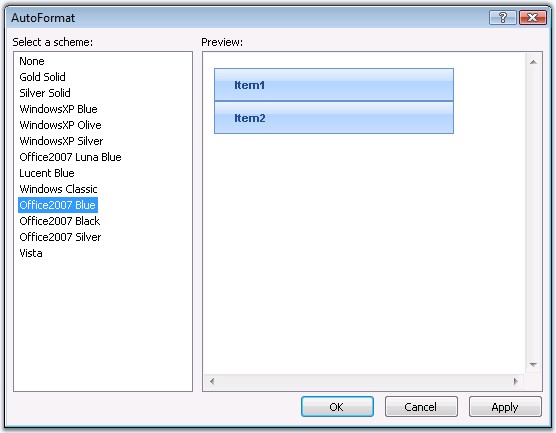 AutoFormat
Select a scheme:
None
Gold Solid
Silver Solid
WindowsXP Blue
WindowsXP Olive
WindowsXP Silver
Office2007 Luna Blue
Lucent Blue
Windows Classic
Office2007 Blue
Office2007 Black
Office2007 Silver
Vista
Preview:
Item1
Item2
OK
Cancel
Apply